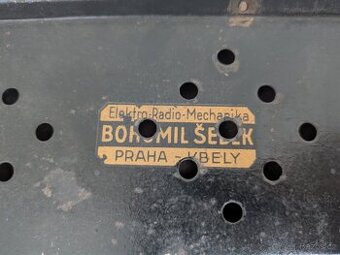 Elektro-Radio-Mechanika
BOHUMIL ŠEBEK
PRAHA - KBELY